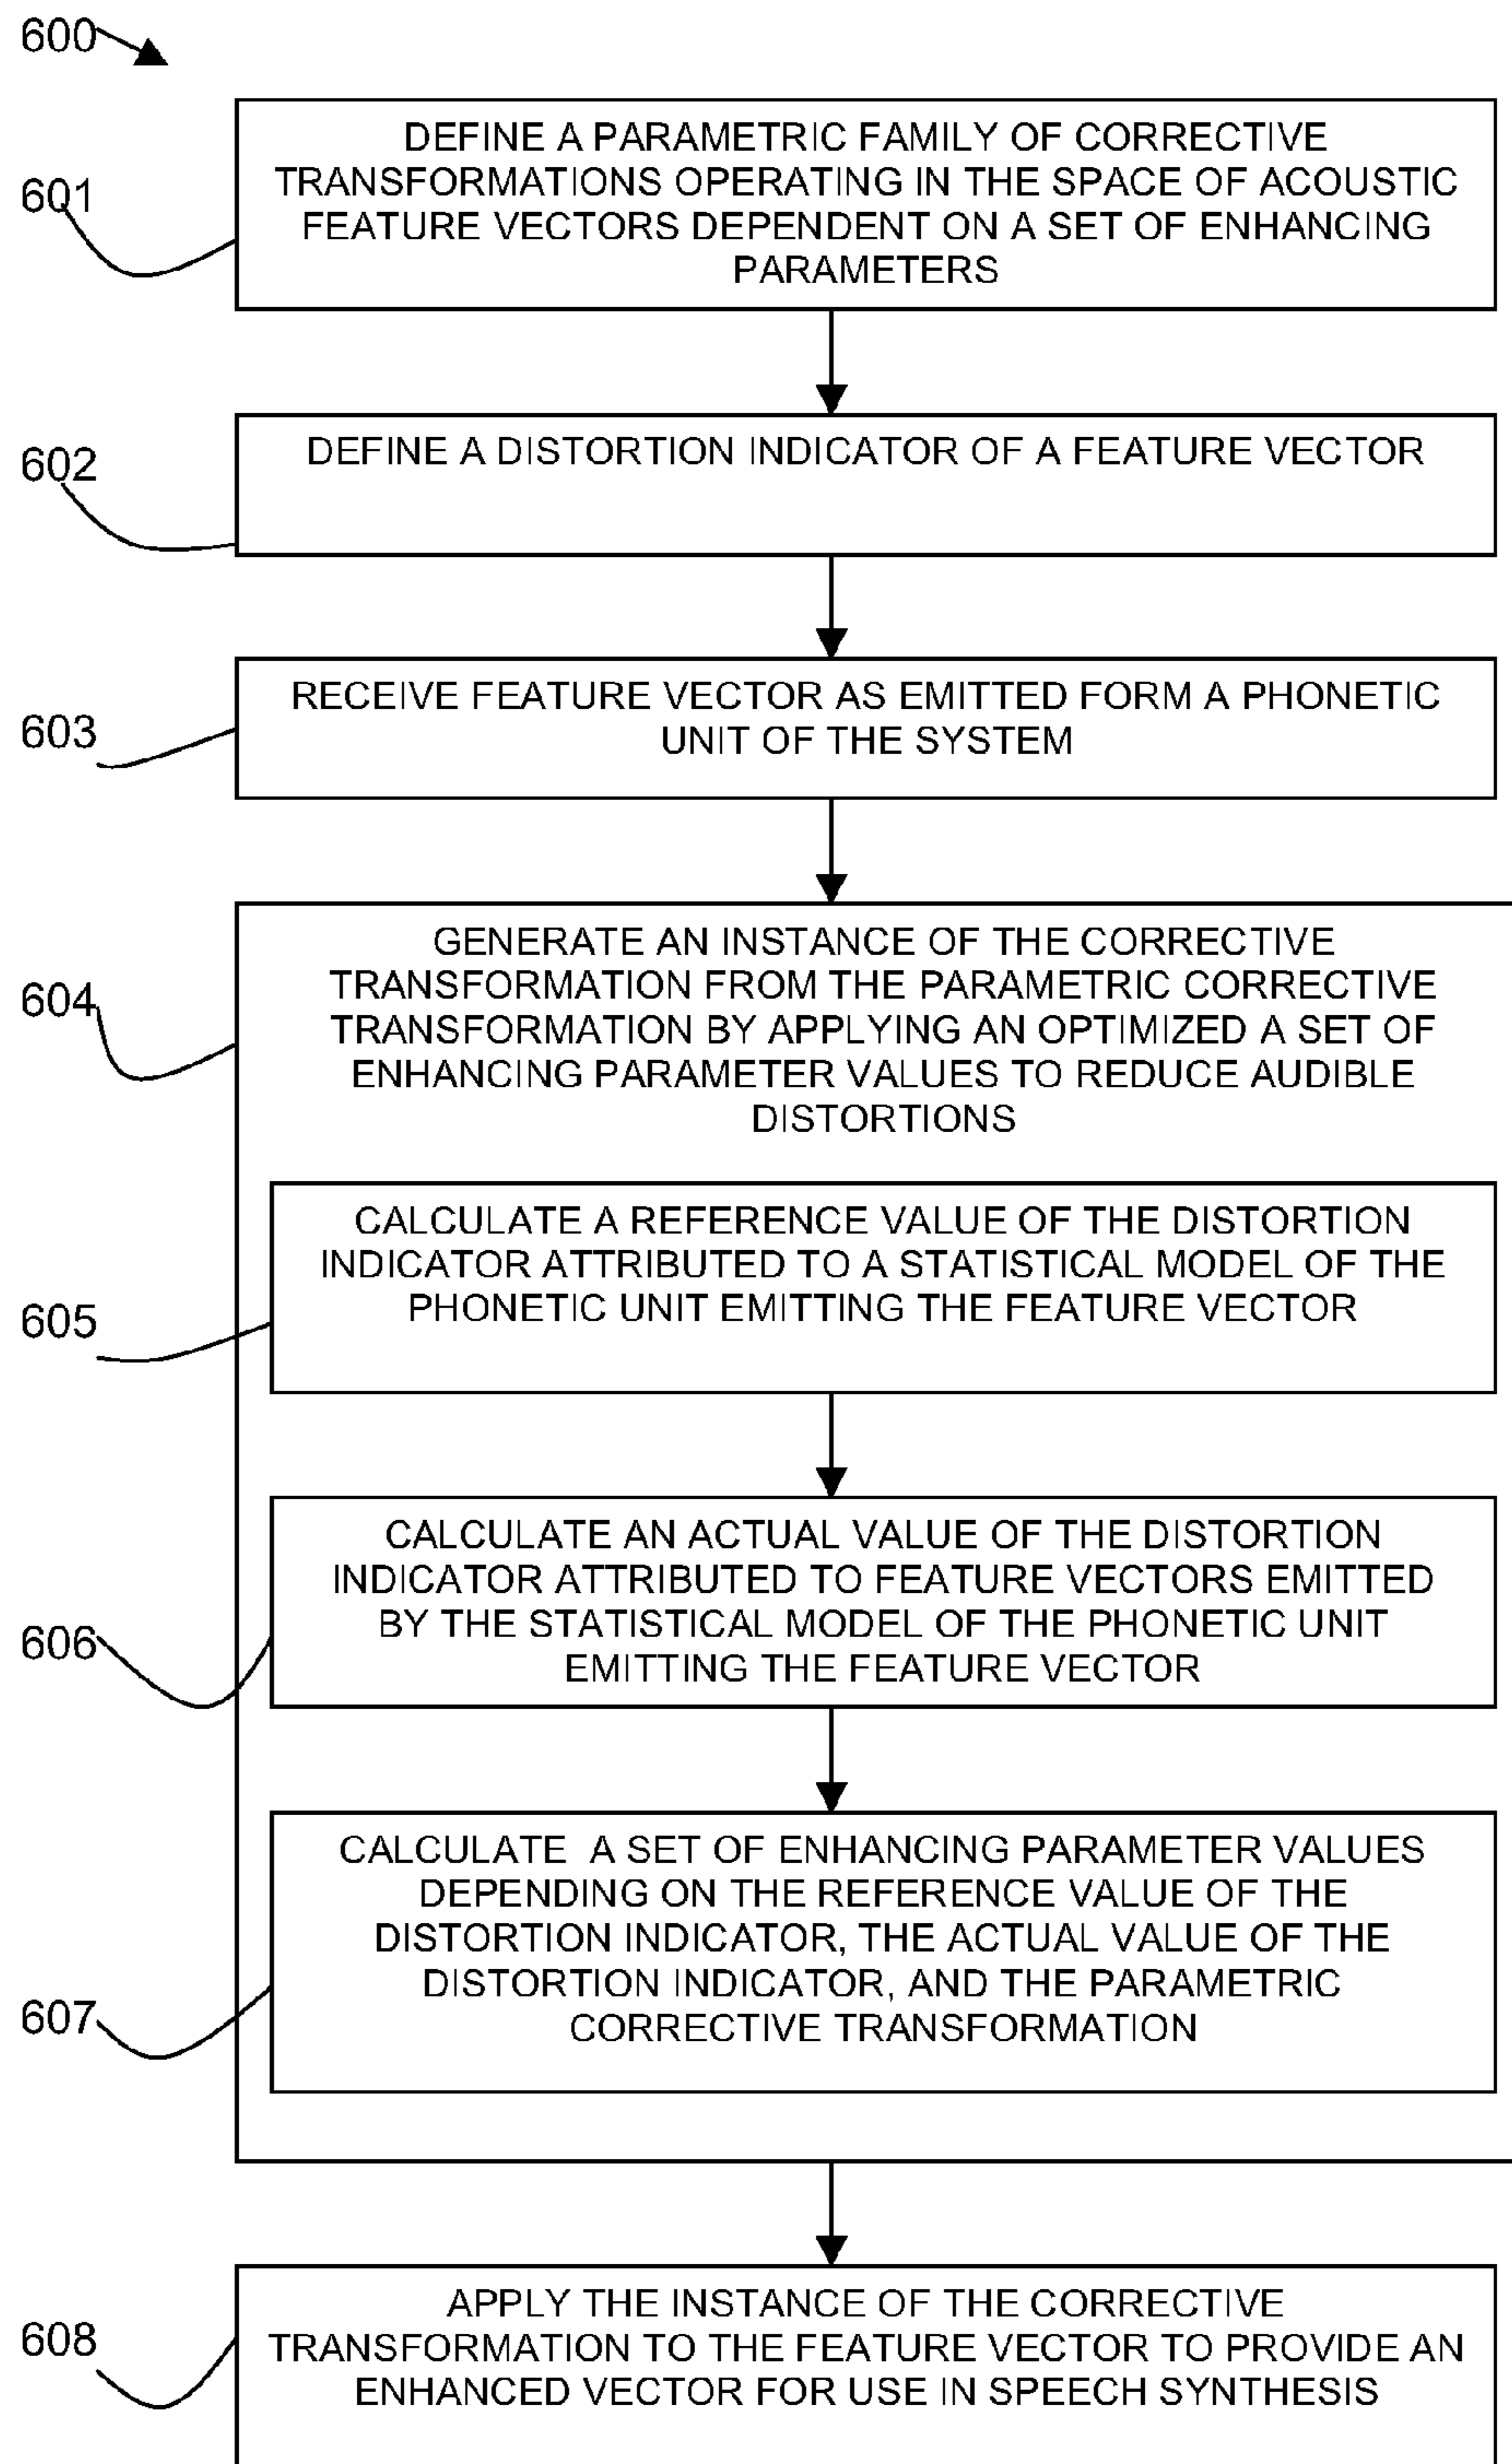 600
601
DEFINE A PARAMETRIC FAMILY OF CORRECTIVE
TRANSFORMATIONS OPERATING IN THE SPACE OF ACOUSTIC
FEATURE VECTORS DEPENDENT ON A SET OF ENHANCING
PARAMETERS
602
DEFINE A DISTORTION INDICATOR OF A FEATURE VECTOR
603
RECEIVE FEATURE VECTOR AS EMITTED FORM A PHONETIC
UNIT OF THE SYSTEM
604
GENERATE AN INSTANCE OF THE CORRECTIVE
TRANSFORMATION FROM THE PARAMETRIC CORRECTIVE
TRANSFORMATION BY APPLYING AN OPTIMIZED A SET OF
ENHANCING PARAMETER VALUES TO REDUCE AUDIBLE
DISTORTIONS
605
CALCULATE A REFERENCE VALUE OF THE DISTORTION
INDICATOR ATTRIBUTED TO A STATISTICAL MODEL OF THE
PHONETIC UNIT EMITTING THE FEATURE VECTOR
606
CALCULATE AN ACTUAL VALUE OF THE DISTORTION
INDICATOR ATTRIBUTED TO FEATURE VECTORS EMITTED
BY THE STATISTICAL MODEL OF THE PHONETIC UNIT
EMITTING THE FEATURE VECTOR
607
CALCULATE A SET OF ENHANCING PARAMETER VALUES
DEPENDING ON THE REFERENCE VALUE OF THE
DISTORTION INDICATOR, THE ACTUAL VALUE OF THE
DISTORTION INDICATOR, AND THE PARAMETRIC
CORRECTIVE TRANSFORMATION
608
APPLY THE INSTANCE OF THE CORRECTIVE
TRANSFORMATION TO THE FEATURE VECTOR TO PROVIDE AN
ENHANCED VECTOR FOR USE IN SPEECH SYNTHESIS